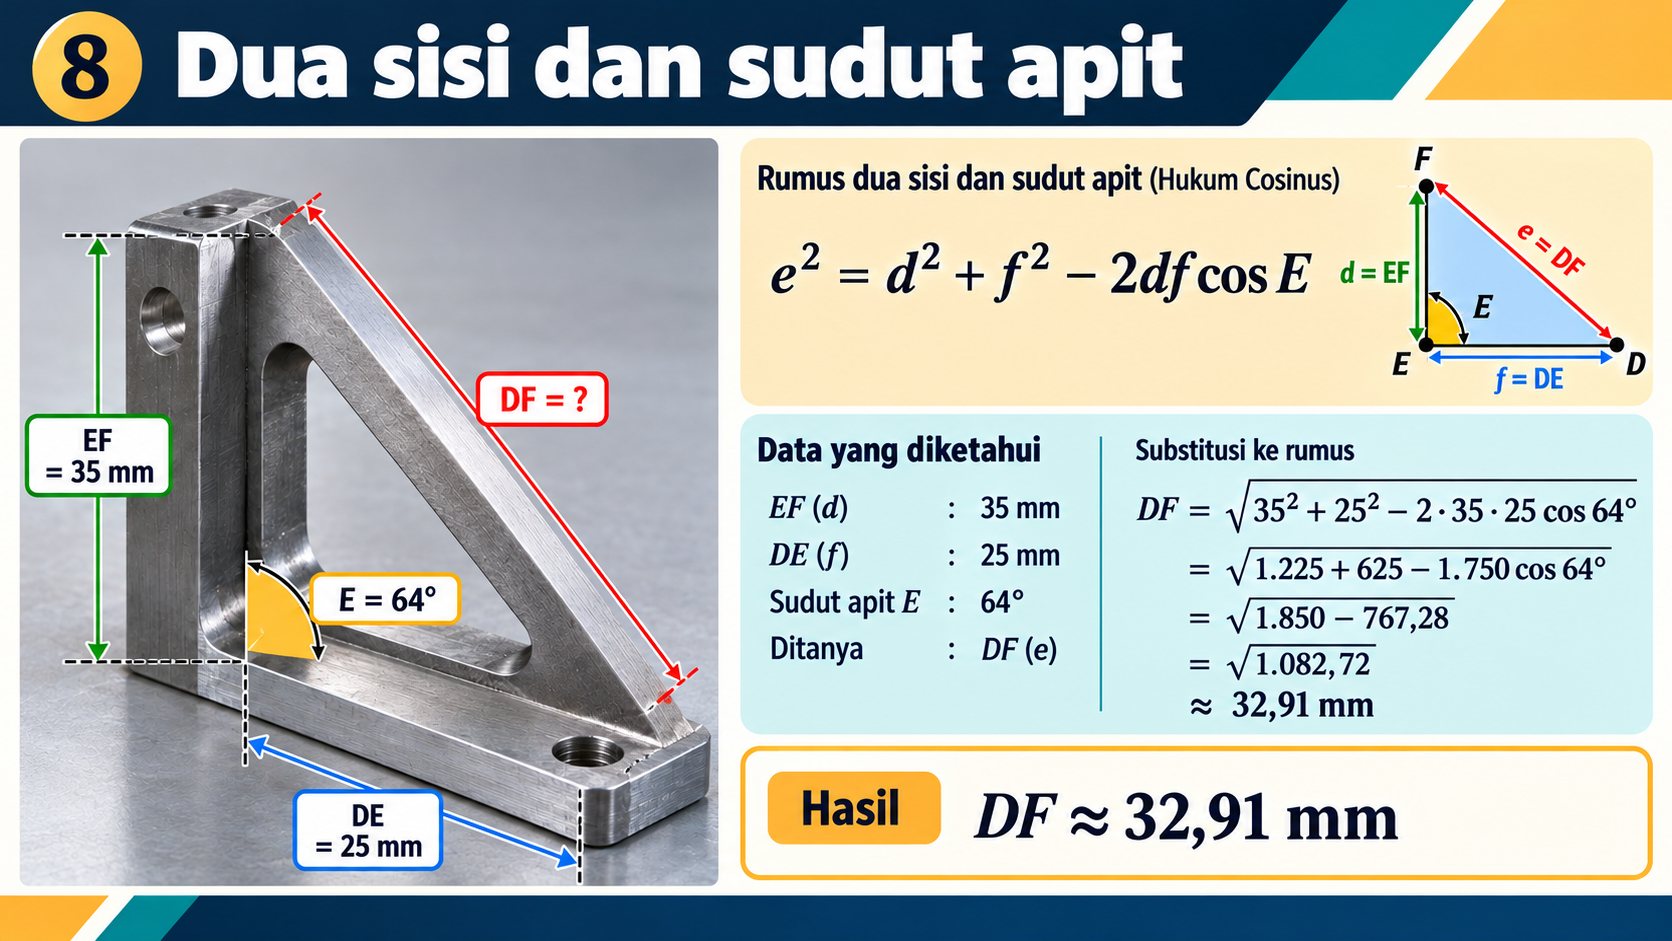 8 Dua sisi dan sudut apit
EF
= 35 mm
DF = ?
E = 64°
DE
= 25 mm
Rumus dua sisi dan sudut apit (Hukum Cosinus)
e² = d² + f² − 2df cos E
F
e = DF
d = EF
E
E
D
f = DE
Data yang diketahui
EF (d) : 35 mm
DE (f) : 25 mm
Sudut apit E : 64°
Ditanya : DF (e)
Substitusi ke rumus
DF = √35² + 25² − 2 · 35 · 25 cos 64°
= √1.225 + 625 − 1.750 cos 64°
= √1.850 − 767,28
= √1.082,72
≈ 32,91 mm
Hasil DF ≈ 32,91 mm